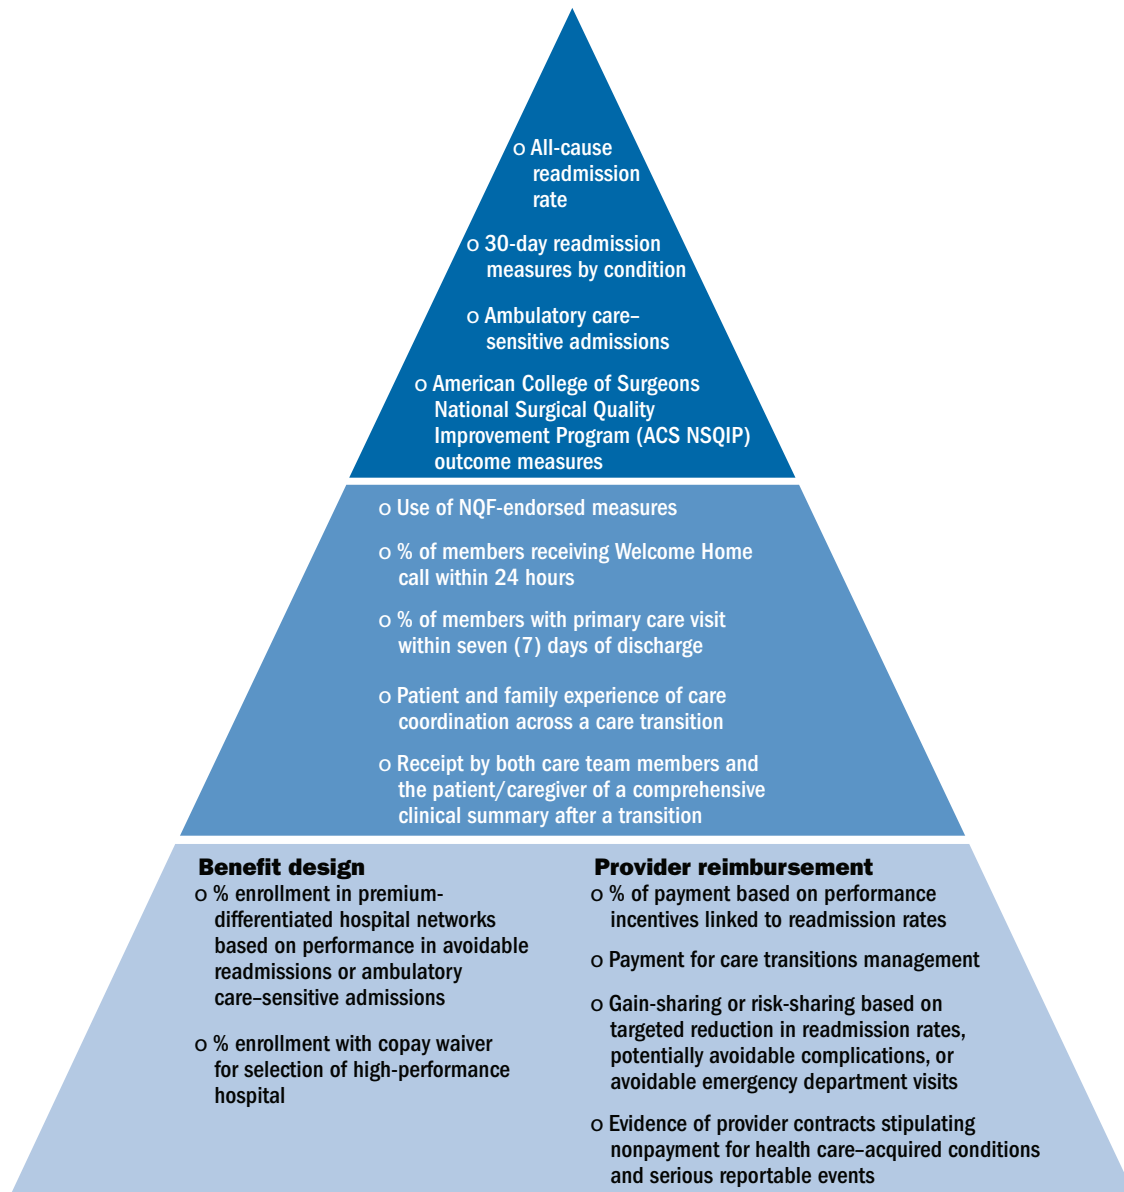 o All-cause
readmission
rate
o 30-day readmission
measures by condition
o Ambulatory care–
sensitive admissions
o American College of Surgeons
National Surgical Quality
Improvement Program (ACS NSQIP)
outcome measures
o Use of NQF-endorsed measures
o % of members receiving Welcome Home
call within 24 hours
o % of members with primary care visit
within seven (7) days of discharge
o Patient and family experience of care
coordination across a care transition
o Receipt by both care team members and
the patient/caregiver of a comprehensive
clinical summary after a transition
Benefit design
o % enrollment in premium-
differentiated hospital networks
based on performance in avoidable
readmissions or ambulatory
care–sensitive admissions
o % enrollment with copay waiver
for selection of high-performance
hospital
Provider reimbursement
o % of payment based on performance
incentives linked to readmission rates
o Payment for care transitions management
o Gain-sharing or risk-sharing based on
targeted reduction in readmission rates,
potentially avoidable complications, or
avoidable emergency department visits
o Evidence of provider contracts stipulating
nonpayment for health care–acquired conditions
and serious reportable events